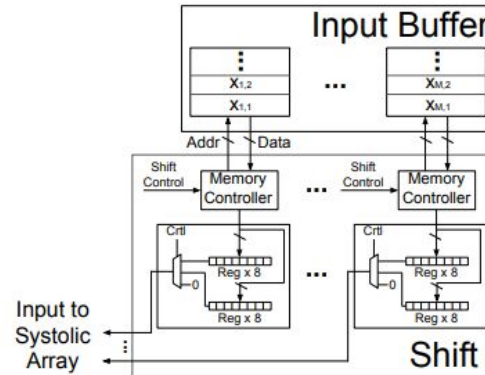 Input Buffer
X1,2
X1,1
...
XM,2
XM,1
Addr
Data
Shift
Control
Memory
Controller
...
Shift
Control
Memory
Controller
Crtl
0
Reg x 8
Reg x 8
...
Crtl
0
Reg x 8
Reg x 8
Input to
Systolic
Array
Shift